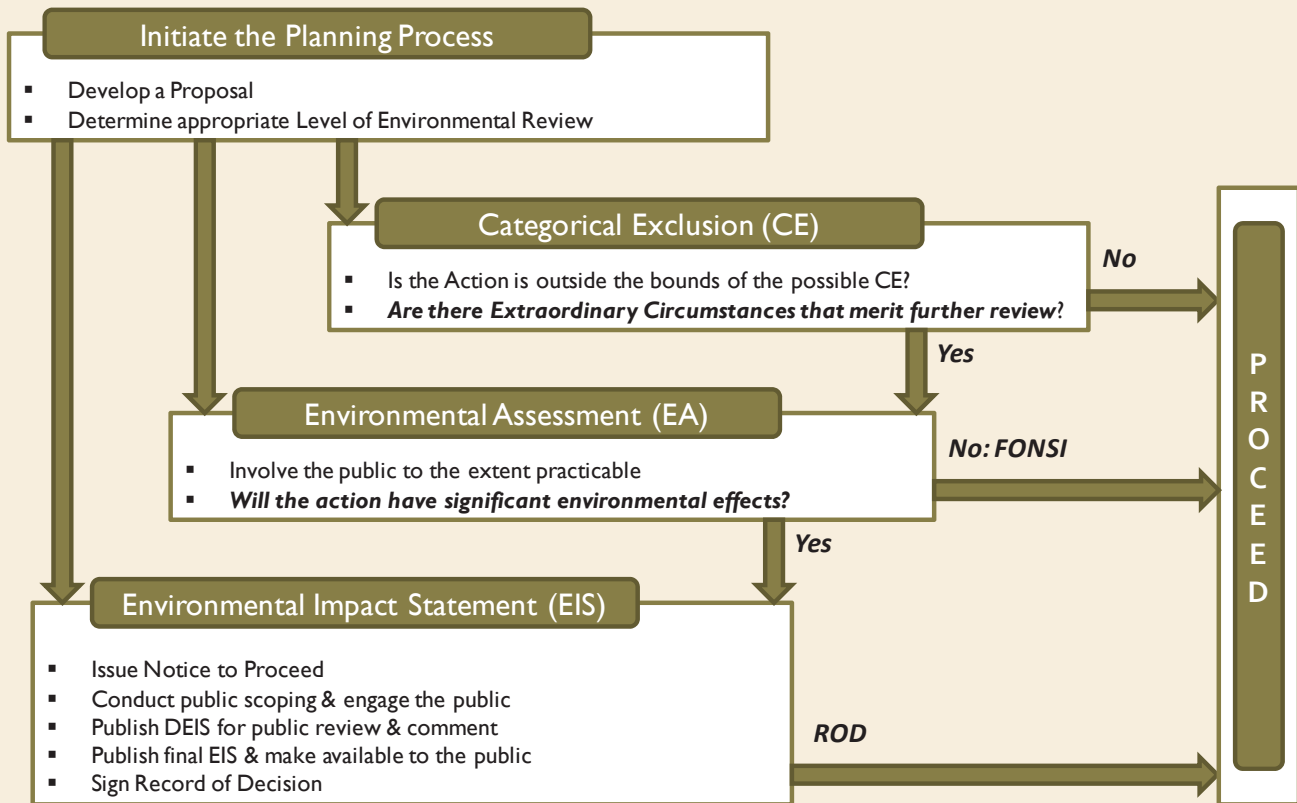 Initiate the Planning Process
▪ Develop a Proposal
▪ Determine appropriate Level of Environmental Review
Categorical Exclusion (CE)
▪ Is the Action is outside the bounds of the possible CE?
▪ Are there Extraordinary Circumstances that merit further review?
No
Yes
Environmental Assessment (EA)
▪ Involve the public to the extent practicable
▪ Will the action have significant environmental effects?
No: FONSI
Yes
Environmental Impact Statement (EIS)
▪ Issue Notice to Proceed
▪ Conduct public scoping & engage the public
▪ Publish DEIS for public review & comment
▪ Publish final EIS & make available to the public
▪ Sign Record of Decision
ROD
PROCEED